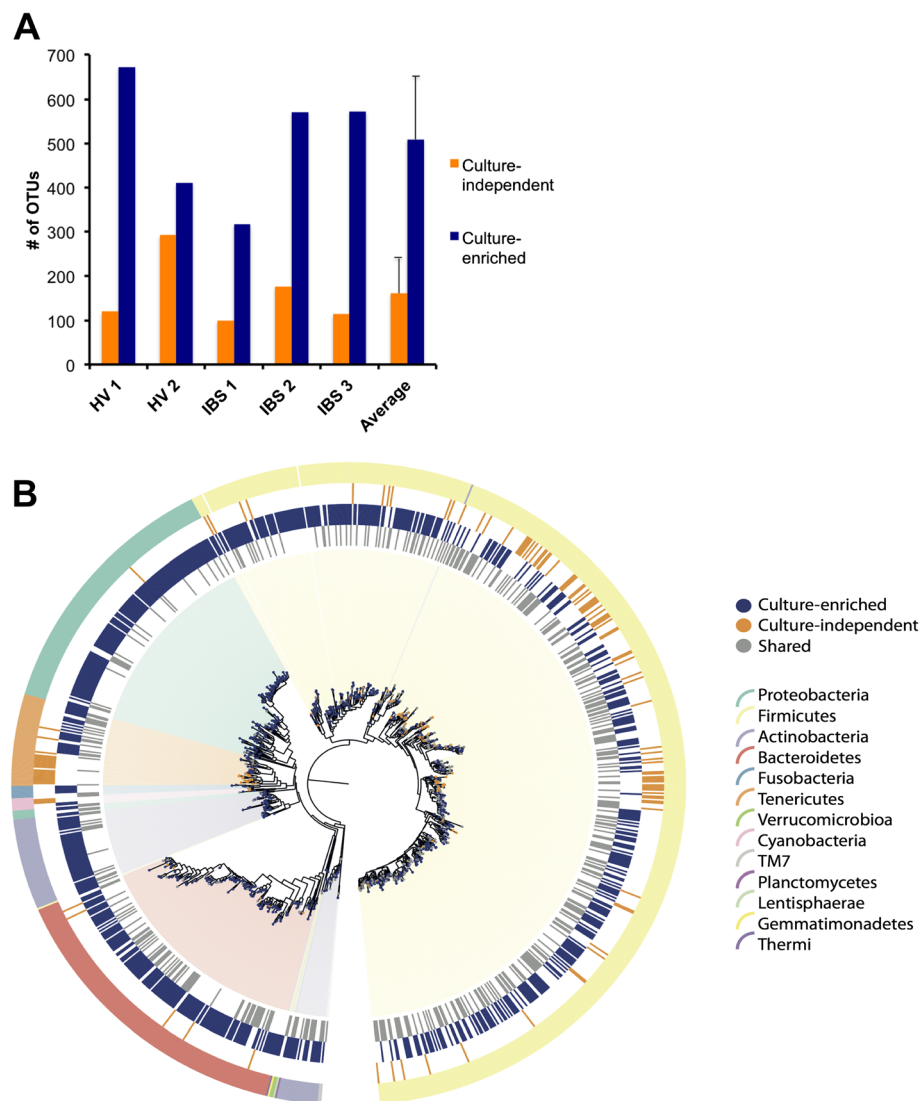 A
700
600
500
400
300
200
100
0
# of OTUs
HV 1
HV 2
IBS 1
IBS 2
IBS 3
Average
Culture-
independent
Culture-
enriched
B
Culture-enriched
Culture-independent
Shared
Proteobacteria
Firmicutes
Actinobacteria
Bacteroidetes
Fusobacteria
Tenericutes
Verrucomicrobioa
Cyanobacteria
TM7
Planctomycetes
Lentisphaerae
Gemmatimonadetes
Thermi